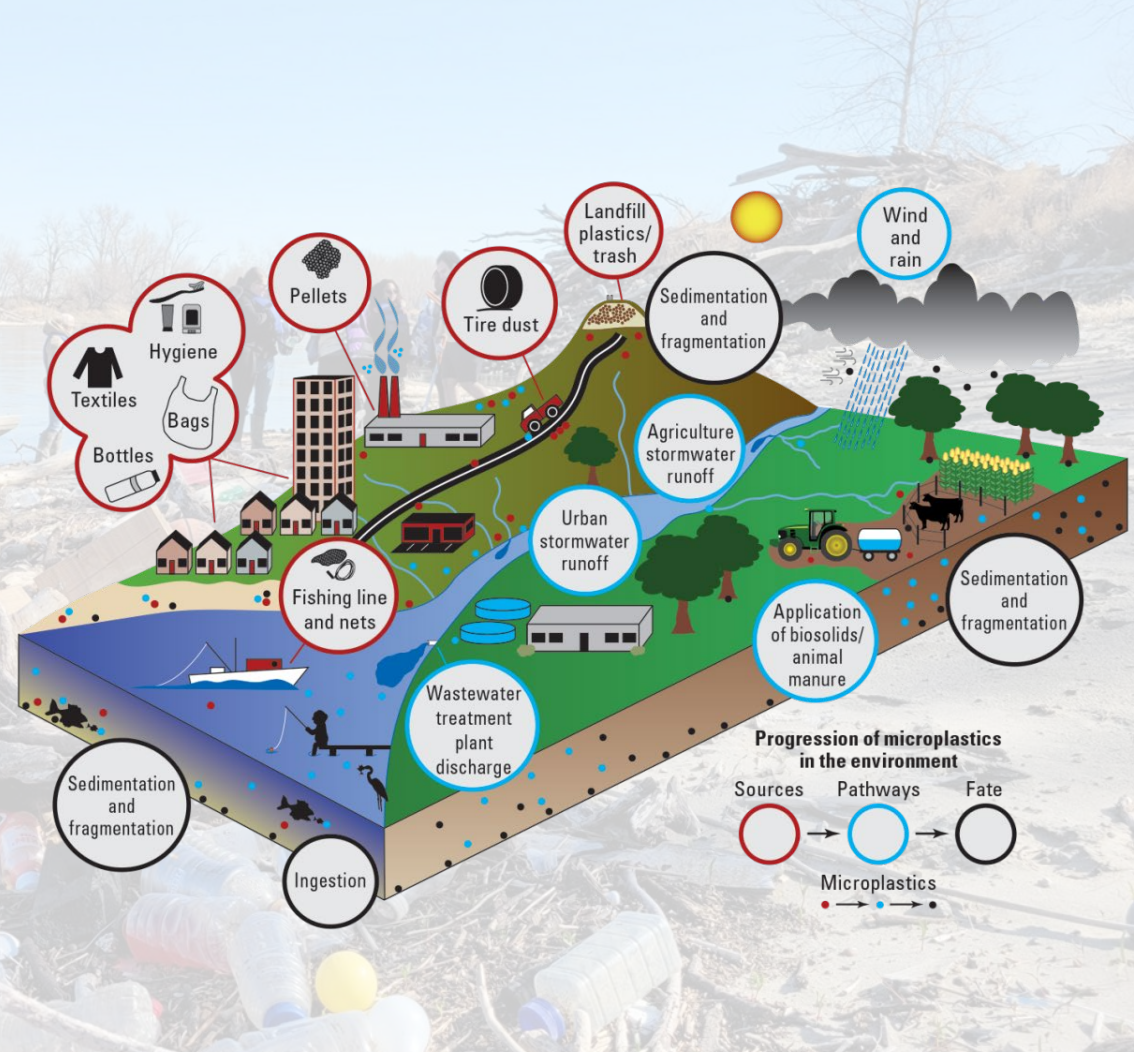 Landfill
plastics/
trash
Wind
and
rain
Pellets
Tire dust
Sedimentation
and
fragmentation
Hygiene
Textiles
Bags
Bottles
Agriculture
stormwater
runoff
Urban
stormwater
runoff
Fishing line
and nets
Application
of biosolids/
animal
manure
Sedimentation
and
fragmentation
Wastewater
treatment
plant
discharge
Sedimentation
and
fragmentation
Ingestion
Progression of microplastics
in the environment
Sources Pathways Fate
Microplastics